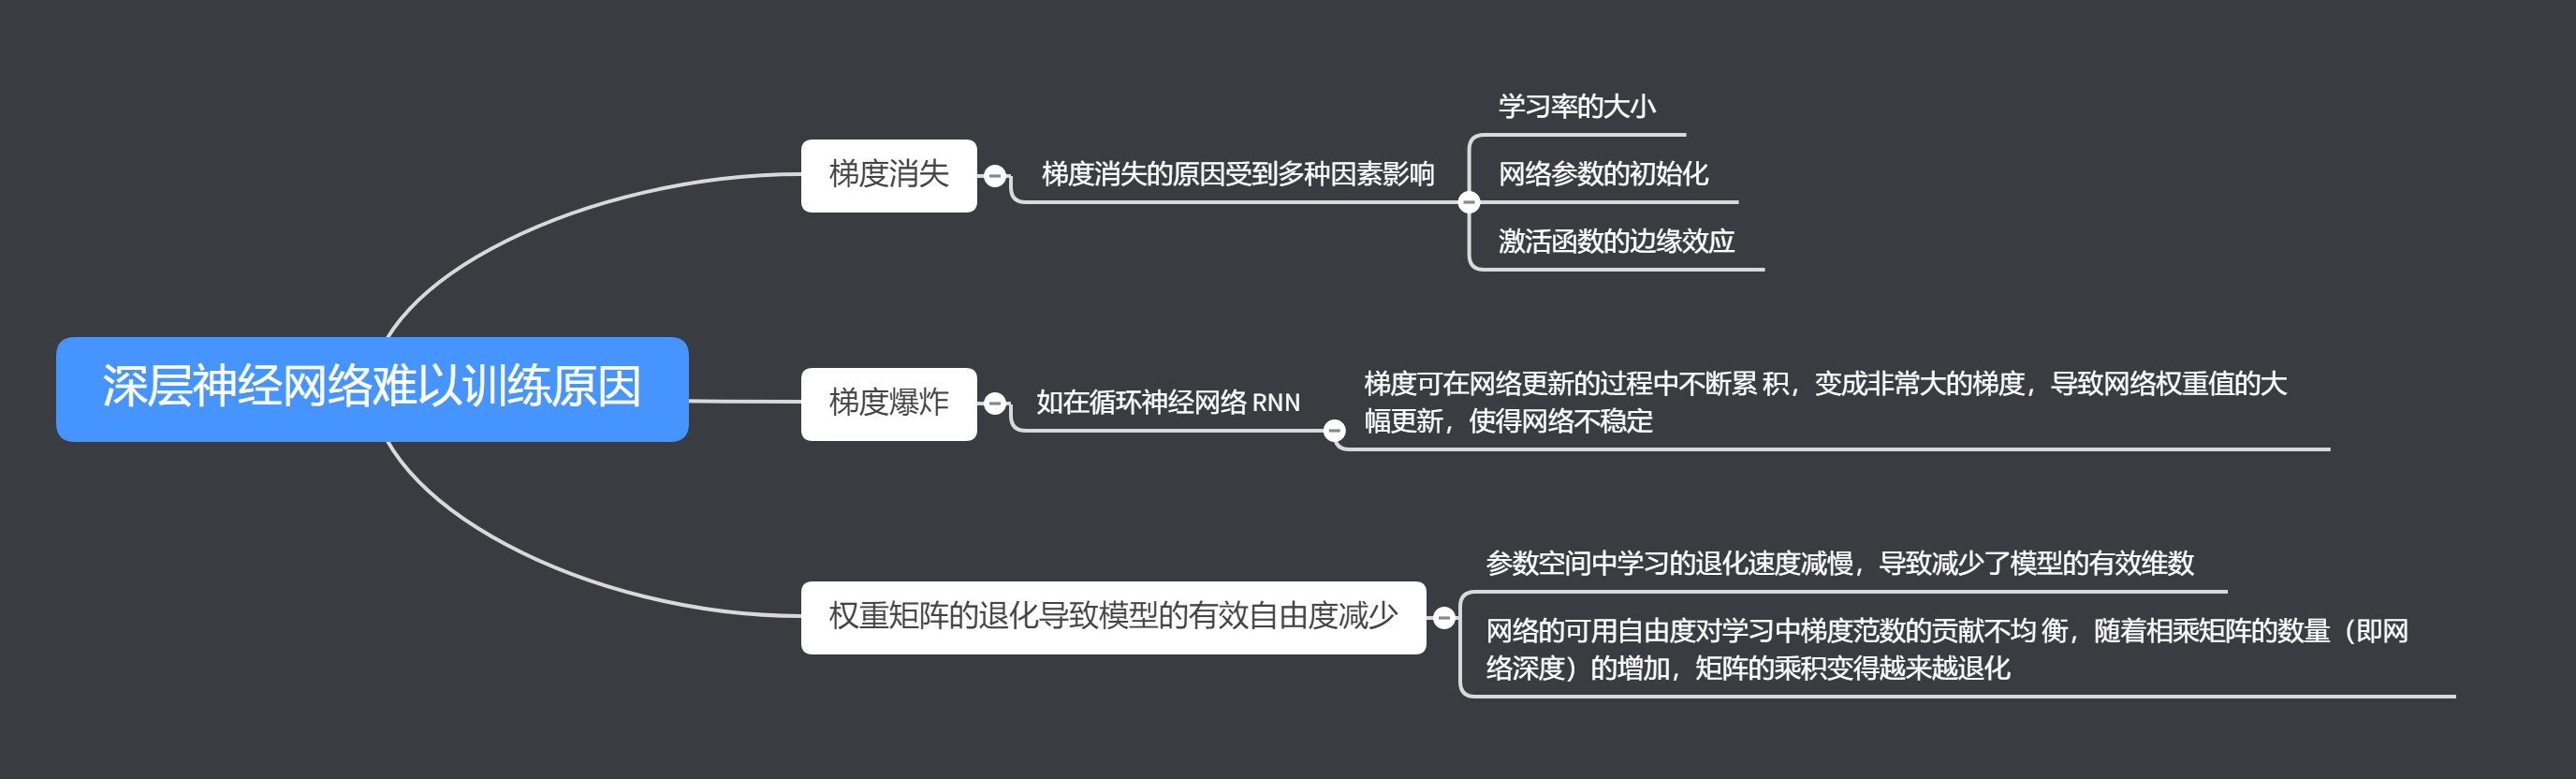 深层神经网络难以训练原因
梯度消失
梯度消失的原因受到多种因素影响
学习率的大小
网络参数的初始化
激活函数的边缘效应
梯度爆炸
如在循环神经网络 RNN
梯度可在网络更新的过程中不断累 积，变成非常大的梯度，导致网络权重值的大
幅更新，使得网络不稳定
权重矩阵的退化导致模型的有效自由度减少
参数空间中学习的退化速度减慢，导致减少了模型的有效维数
网络的可用自由度对学习中梯度范数的贡献不均 衡，随着相乘矩阵的数量（即网
络深度）的增加，矩阵的乘积变得越来越退化